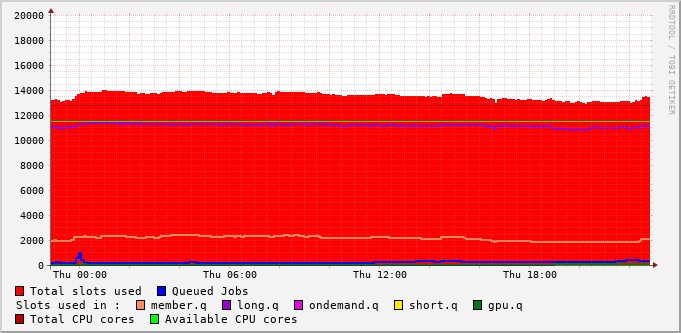 20000
18000
16000
14000
12000
10000
8000
6000
4000
2000
0
Thu 00:00 Thu 06:00 Thu 12:00 Thu 18:00
Total slots used Queued Jobs
Slots used in : member.q long.q ondemand.q short.q gpu.q
Total CPU cores Available CPU cores
RRDTOOL / TOBI OETIKER